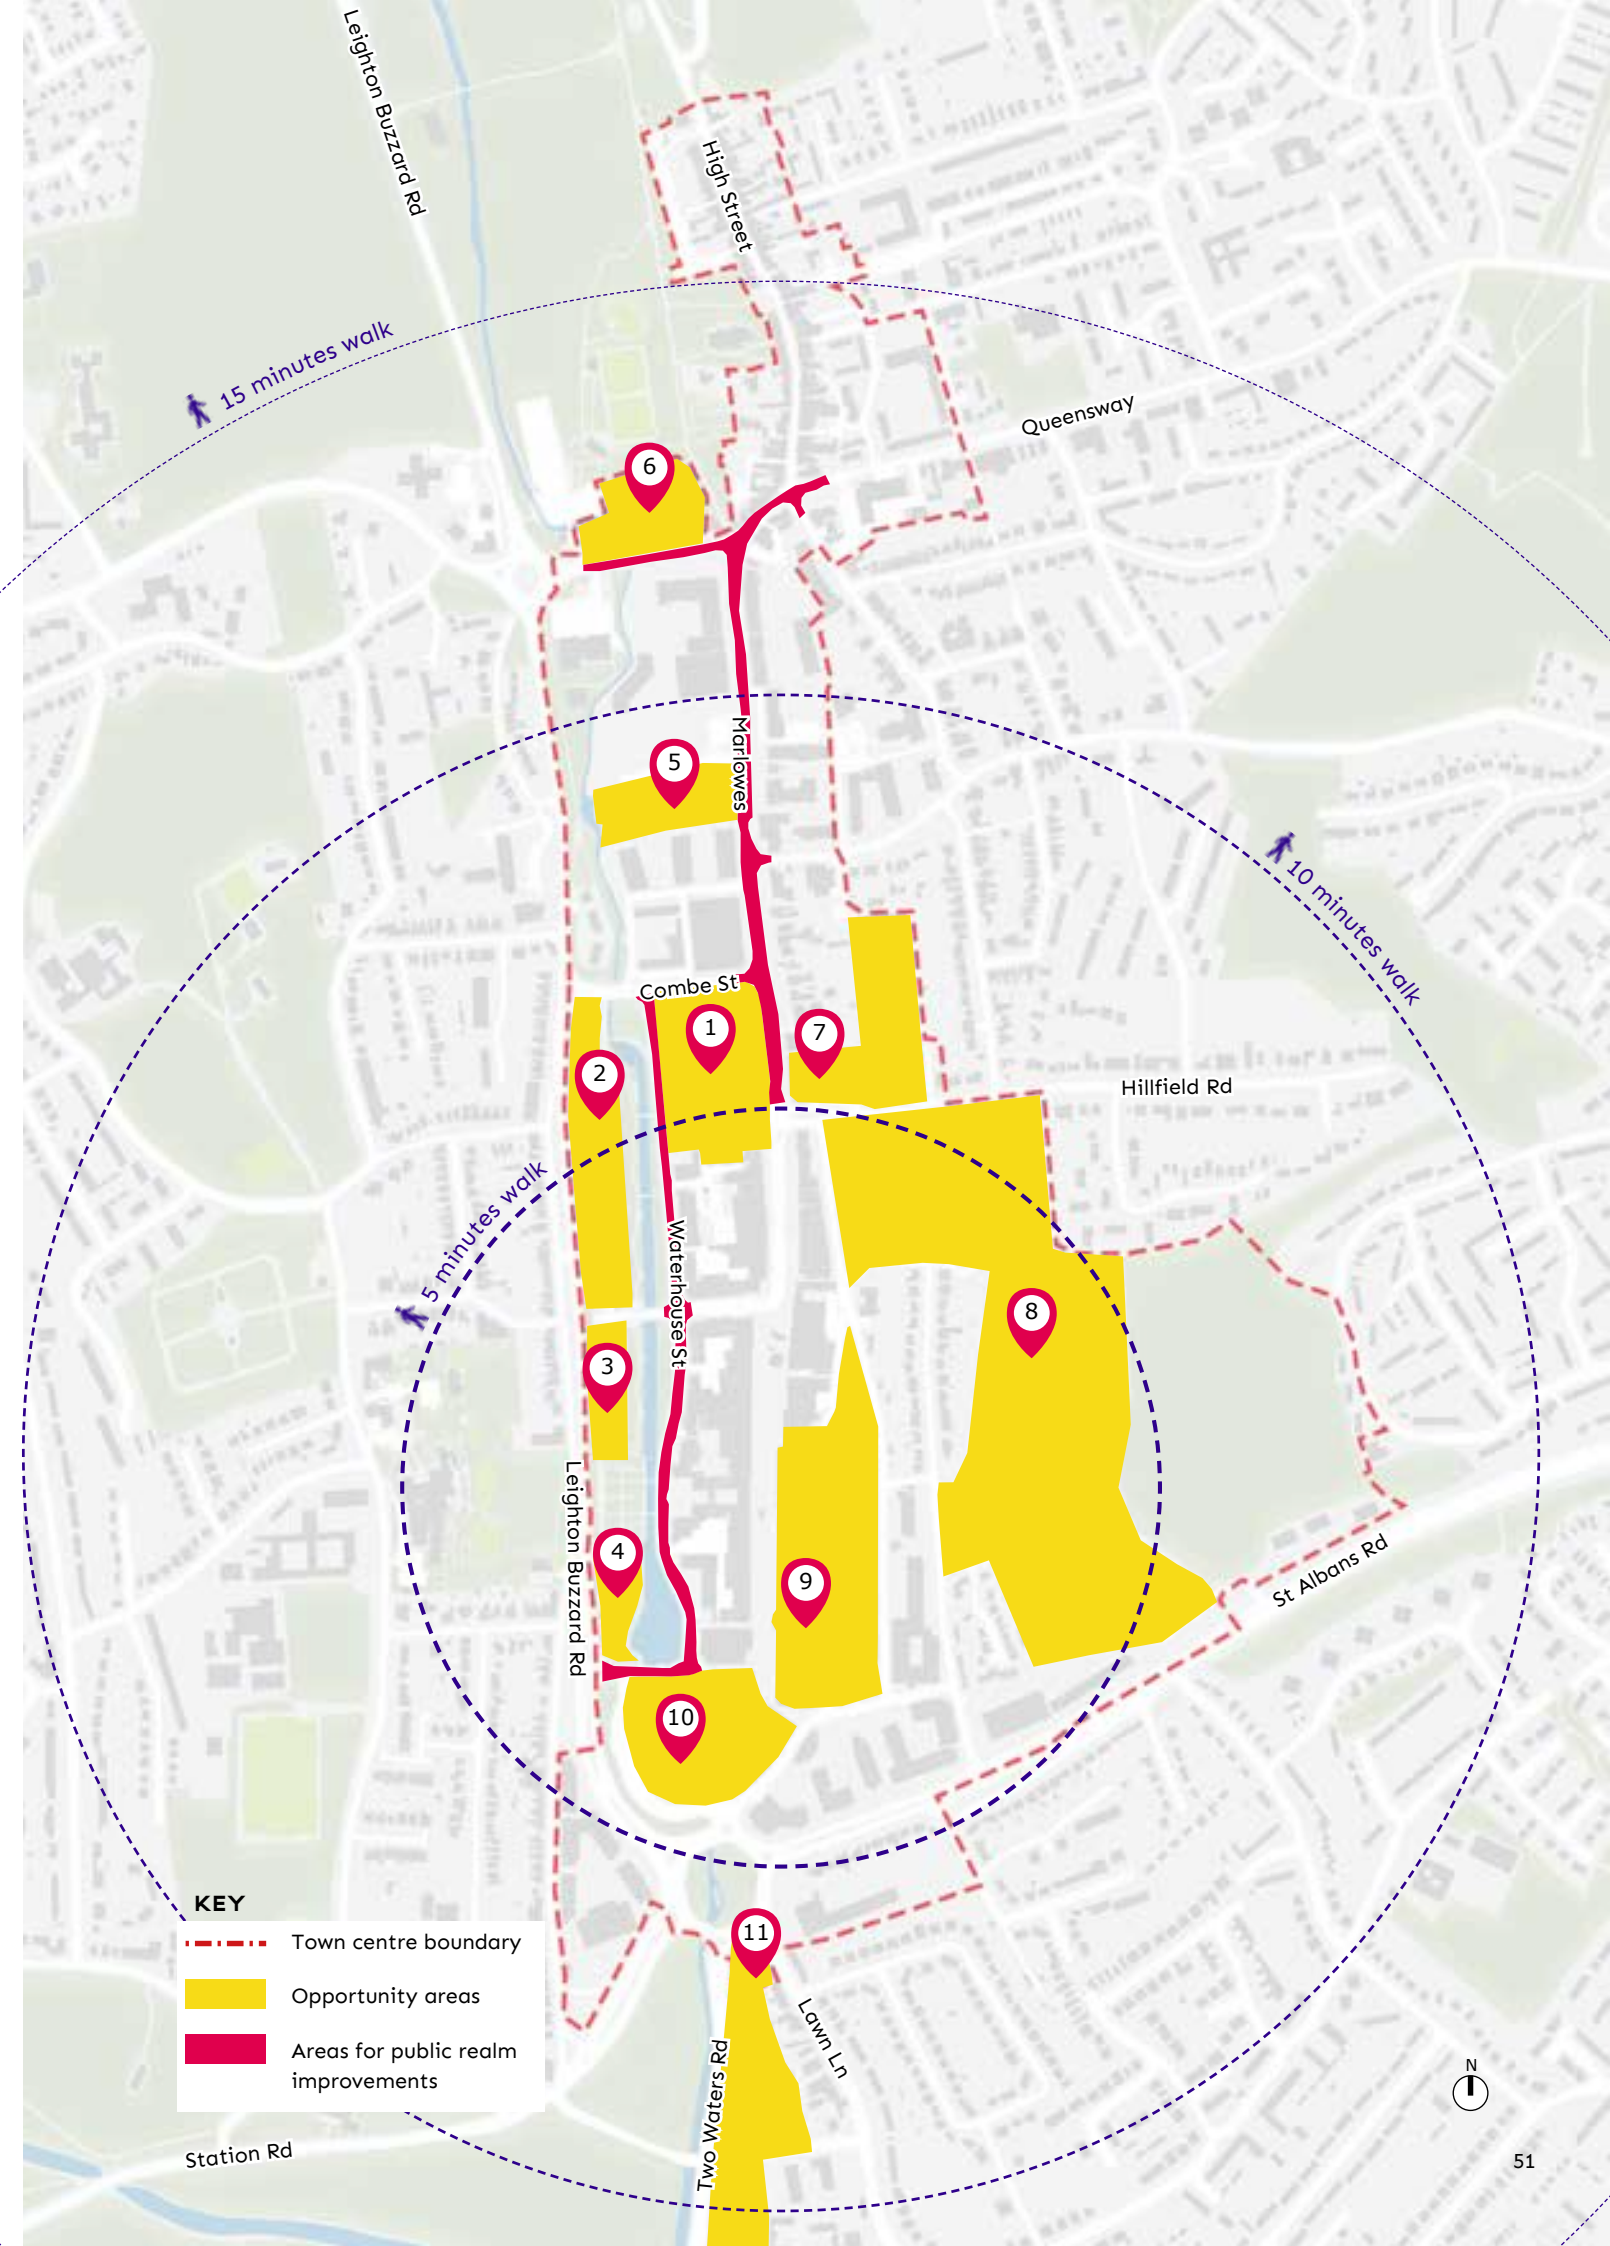 Leighton Buzzard Rd
High Street
15 minutes walk
Queensway
6
Marlowes
5
10 minutes walk
Combe St
1
7
2
Hillfield Rd
5 minutes walk
Waterhouse St
8
3
Leighton Buzzard Rd
4
9
St Albans Rd
10
KEY
Town centre boundary
Opportunity areas
Areas for public realm
improvements
11
Lawn Ln
Two Waters Rd
Station Rd
N
51